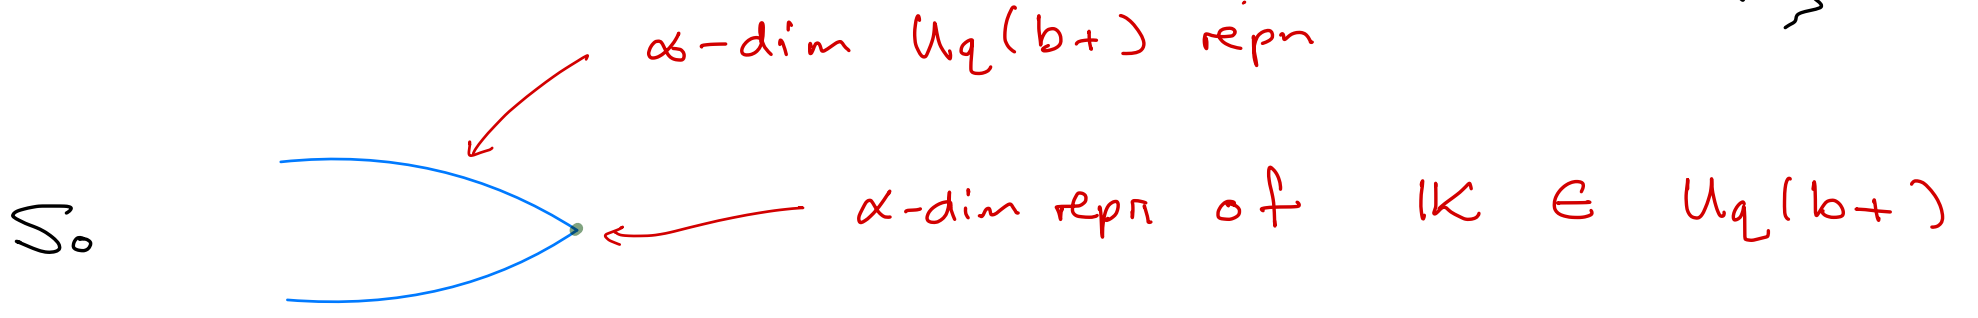 ∞-dim Uq(b+) repn
So ∞-dim repn of 𝕂 ∈ Uq(b+)